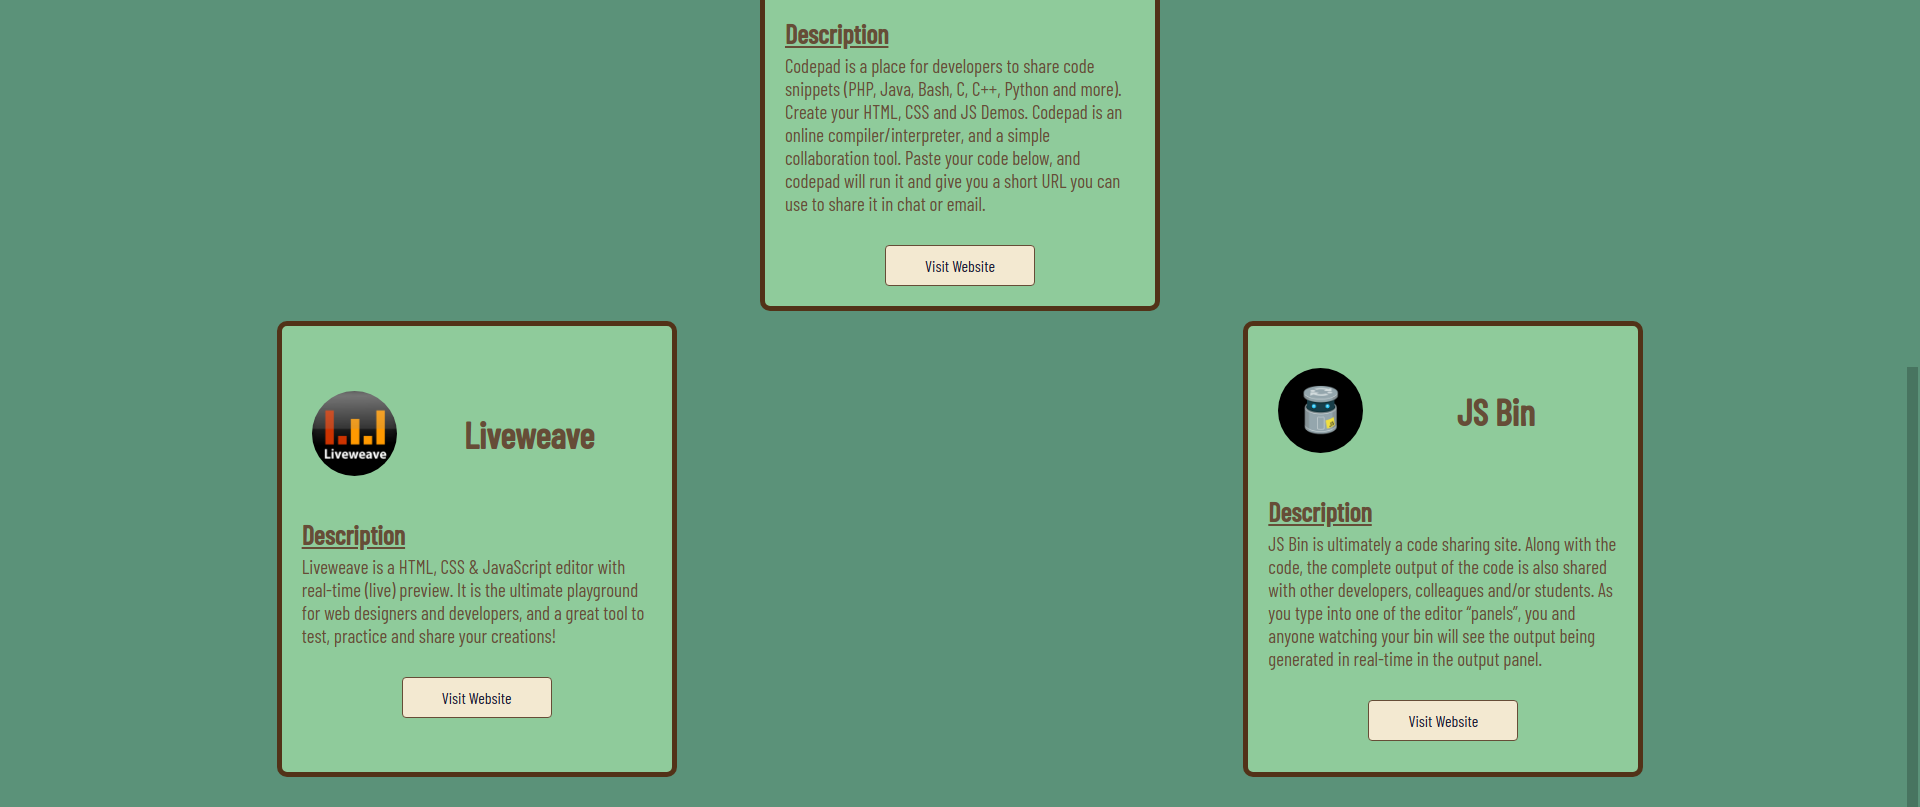 Description
Codepad is a place for developers to share code
snippets (PHP, Java, Bash, C, C++, Python and more).
Create your HTML, CSS and JS Demos. Codepad is an
online compiler/interpreter, and a simple
collaboration tool. Paste your code below, and
codepad will run it and give you a short URL you can
use to share it in chat or email.
Visit Website
Liveweave
Liveweave
Description
Liveweave is a HTML, CSS & JavaScript editor with
real-time (live) preview. It is the ultimate playground
for web designers and developers, and a great tool to
test, practice and share your creations!
Visit Website
JS Bin
Description
JS Bin is ultimately a code sharing site. Along with the
code, the complete output of the code is also shared
with other developers, colleagues and/or students. As
you type into one of the editor “panels”, you and
anyone watching your bin will see the output being
generated in real-time in the output panel.
Visit Website